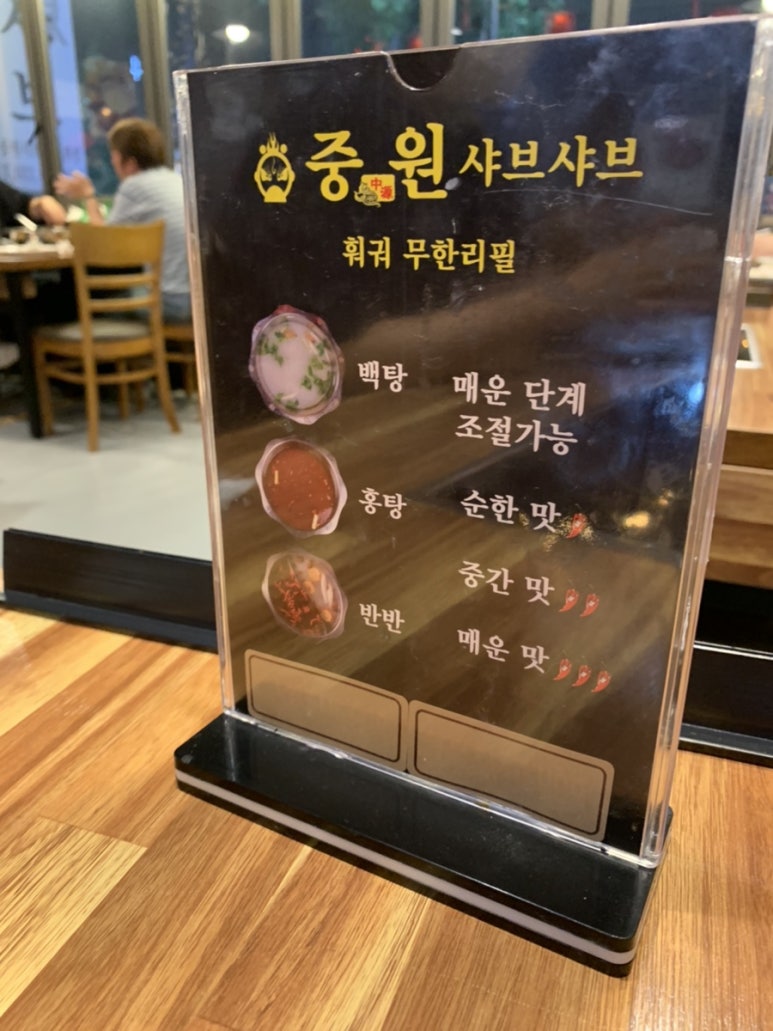 중원 샤브샤브
中源
훠궈 무한리필
백탕
매운 단계
조절가능
홍탕
순한 맛
중간 맛
반반
매운 맛